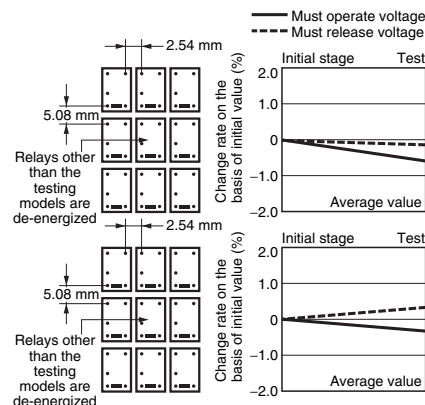 Must operate voltage
Must release voltage
2.54 mm
5.08 mm
Relays other
than the
testing
models are
de-energized
Change rate on the
basis of initial value (%)
Initial stage
Test
2.0
1.0
0
−1.0
−2.0
Average value
2.54 mm
5.08 mm
Relays other
than the
testing
models are
de-energized
Change rate on the
basis of initial value (%)
Initial stage
Test
2.0
1.0
0
−1.0
−2.0
Average value